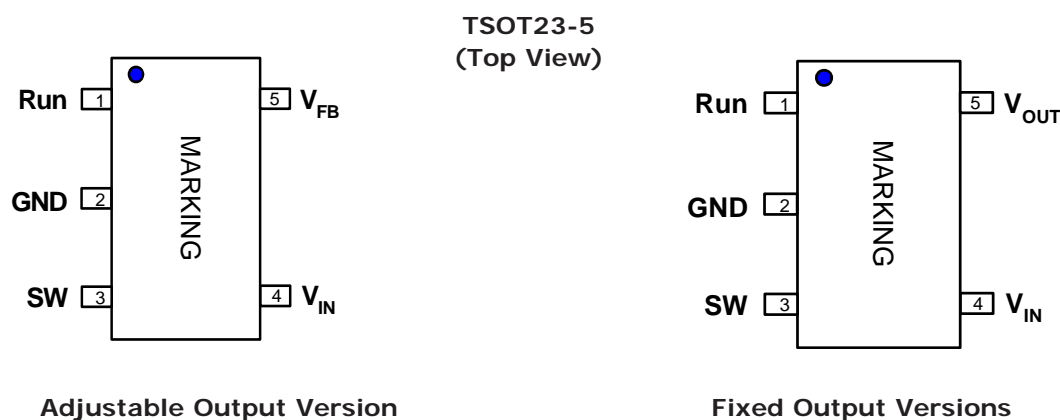 TSOT23-5
(Top View)
Run 1
5 VFB
GND 2
MARKING
SW 3
4 VIN
Adjustable Output Version
Run 1
5 VOUT
GND 2
MARKING
SW 3
4 VIN
Fixed Output Versions